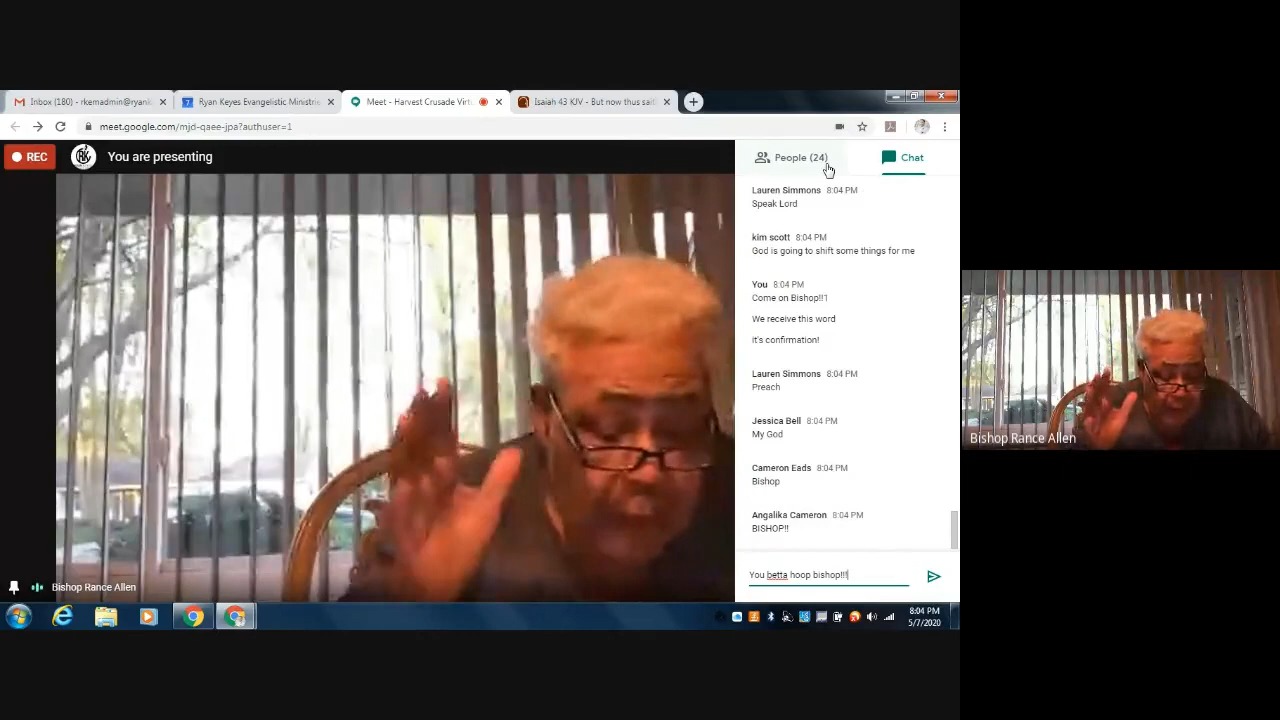 Inbox (180) - rkemadmin@ryank
Ryan Keyes Evangelistic Ministrie
Meet - Harvest Crusade Virtu
Isaiah 43 KJV - But now thus sait
meet.google.com/mjd-qaee-jpa?authuser=1
REC
You are presenting
People (24)
Chat
Lauren Simmons 8:04 PM
Speak Lord
kim scott 8:04 PM
God is going to shift some things for me
You 8:04 PM
Come on Bishop!!1
We receive this word
it's confirmation!
Lauren Simmons 8:04 PM
Preach
Jessica Bell 8:04 PM
My God
Cameron Eads 8:04 PM
Bishop
Angalika Cameron 8:04 PM
BISHOP!!
You betta hoop bishop!!!
Bishop Rance Allen
Bishop Rance Allen
8:04 PM
5/7/2020